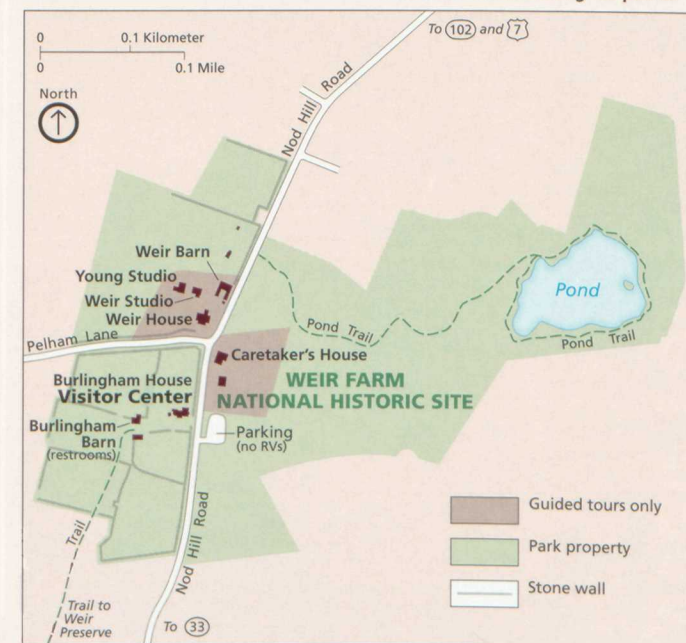 To 102 and 7
0 0.1 Kilometer
0 0.1 Mile
North
Nod Hill Road
Weir Barn
Young Studio
Weir Studio
Weir House
Pelham Lane
Pond
Pond Trail
Pond Trail
Caretaker's House
Burlingham House
Visitor Center
WEIR FARM
NATIONAL HISTORIC SITE
Burlingham
Barn
(restrooms)
Parking
(no RVs)
Nod Hill Road
Trail
Trail to
Weir
Preserve
To 33
Guided tours only
Park property
Stone wall